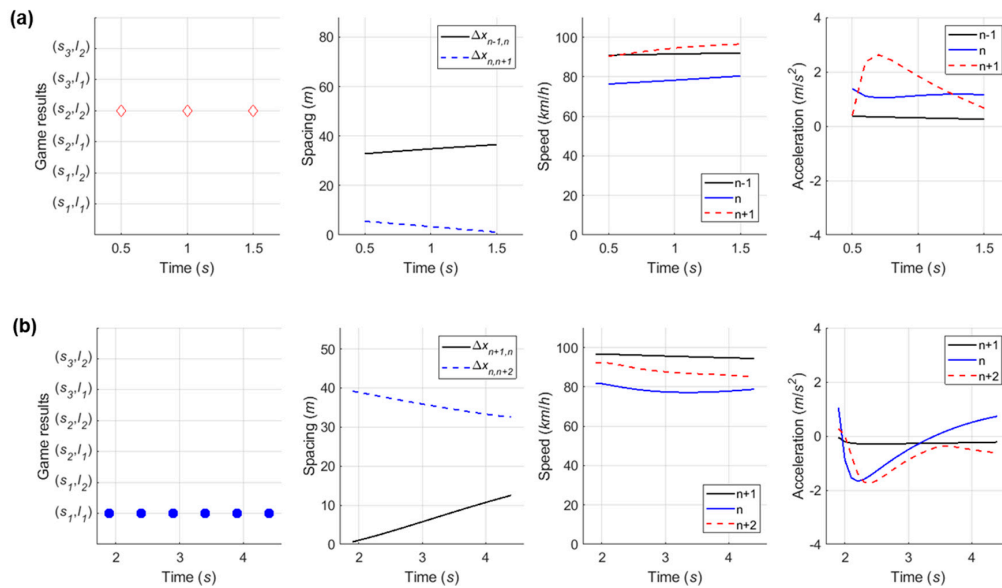 (a)
(s3,l2)
(s3,l1)
(s2,l2)
(s2,l1)
(s1,l2)
(s1,l1)
Game results
0.5 1 1.5
Time (s)
80
60
40
20
0
Spacing (m)
Δxn-1,n
Δxn,n+1
0.5 1 1.5
Time (s)
100
80
60
40
20
0
Speed (km/h)
n-1
n
n+1
0.5 1 1.5
Time (s)
4
2
0
-2
-4
Acceleration (m/s2)
n-1
n
n+1
0.5 1 1.5
Time (s)
(b)
(s3,l2)
(s3,l1)
(s2,l2)
(s2,l1)
(s1,l2)
(s1,l1)
Game results
2 3 4
Time (s)
50
40
30
20
10
0
Spacing (m)
Δxn+1,n
Δxn,n+2
2 3 4
Time (s)
100
80
60
40
20
0
Speed (km/h)
n+1
n
n+2
2 3 4
Time (s)
4
2
0
-2
-4
Acceleration (m/s2)
n+1
n
n+2
2 3 4
Time (s)